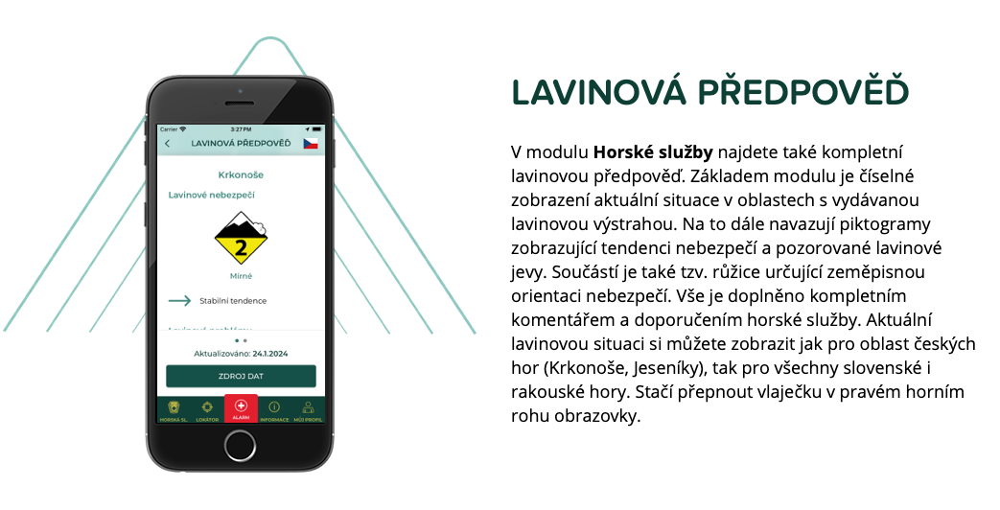 Carrier 3:27 PM
LAVINOVÁ PŘEDPOVĚĎ
Krkonoše
Lavinové nebezpečí
2
Mírné
Stabilní tendence
Lavinové problémy
Aktualizováno: 24.1.2024
ZDROJ DAT
HORSKÁ SL. LOKÁTOR ALARM INFORMACE MŮJ PROFIL
LAVINOVÁ PŘEDPOVĚĎ
V modulu Horské služby najdete také kompletní
lavinovou předpověď. Základem modulu je číselné
zobrazení aktuální situace v oblastech s vydávanou
lavinovou výstrahou. Na to dále navazují piktogramy
zobrazující tendenci nebezpečí a pozorované lavinové
jevy. Součástí je také tzv. růžice určující zeměpisnou
orientaci nebezpečí. Vše je doplněno kompletním
komentářem a doporučením horské služby. Aktuální
lavinovou situaci si můžete zobrazit jak pro oblast českých
hor (Krkonoše, Jeseníky), tak pro všechny slovenské i
rakouské hory. Stačí přepnout vlaječku v pravém horním
rohu obrazovky.